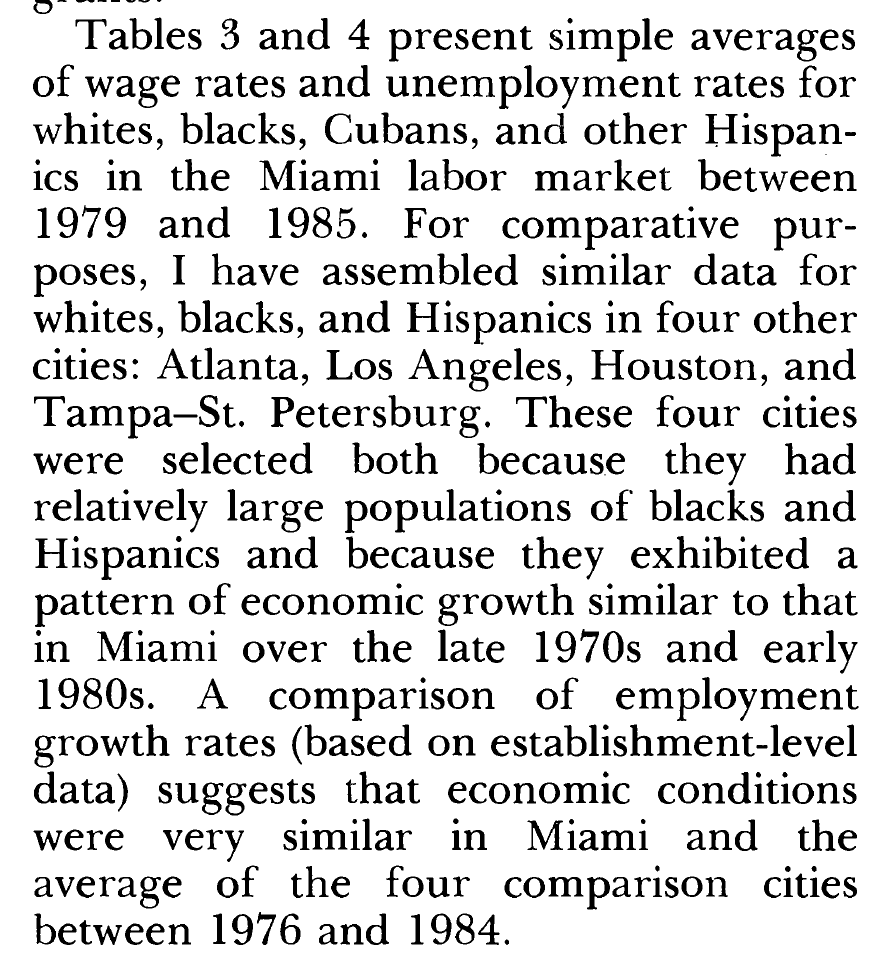 Tables 3 and 4 present simple averages
of wage rates and unemployment rates for
whites, blacks, Cubans, and other Hispan-
ics in the Miami labor market between
1979 and 1985. For comparative pur-
poses, I have assembled similar data for
whites, blacks, and Hispanics in four other
cities: Atlanta, Los Angeles, Houston, and
Tampa–St. Petersburg. These four cities
were selected both because they had
relatively large populations of blacks and
Hispanics and because they exhibited a
pattern of economic growth similar to that
in Miami over the late 1970s and early
1980s. A comparison of employment
growth rates (based on establishment-level
data) suggests that economic conditions
were very similar in Miami and the
average of the four comparison cities
between 1976 and 1984.